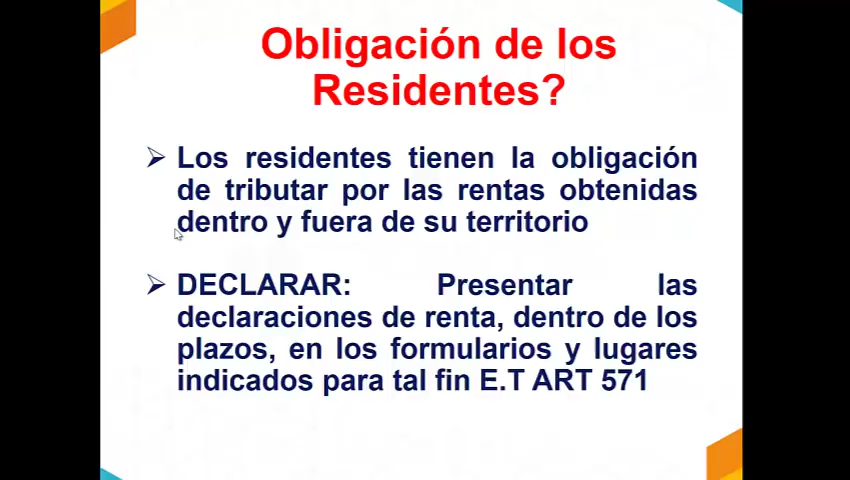 Obligación de los
Residentes?
Los residentes tienen la obligación
de tributar por las rentas obtenidas
dentro y fuera de su territorio
DECLARAR: Presentar las
declaraciones de renta, dentro de los
plazos, en los formularios y lugares
indicados para tal fin E.T ART 571